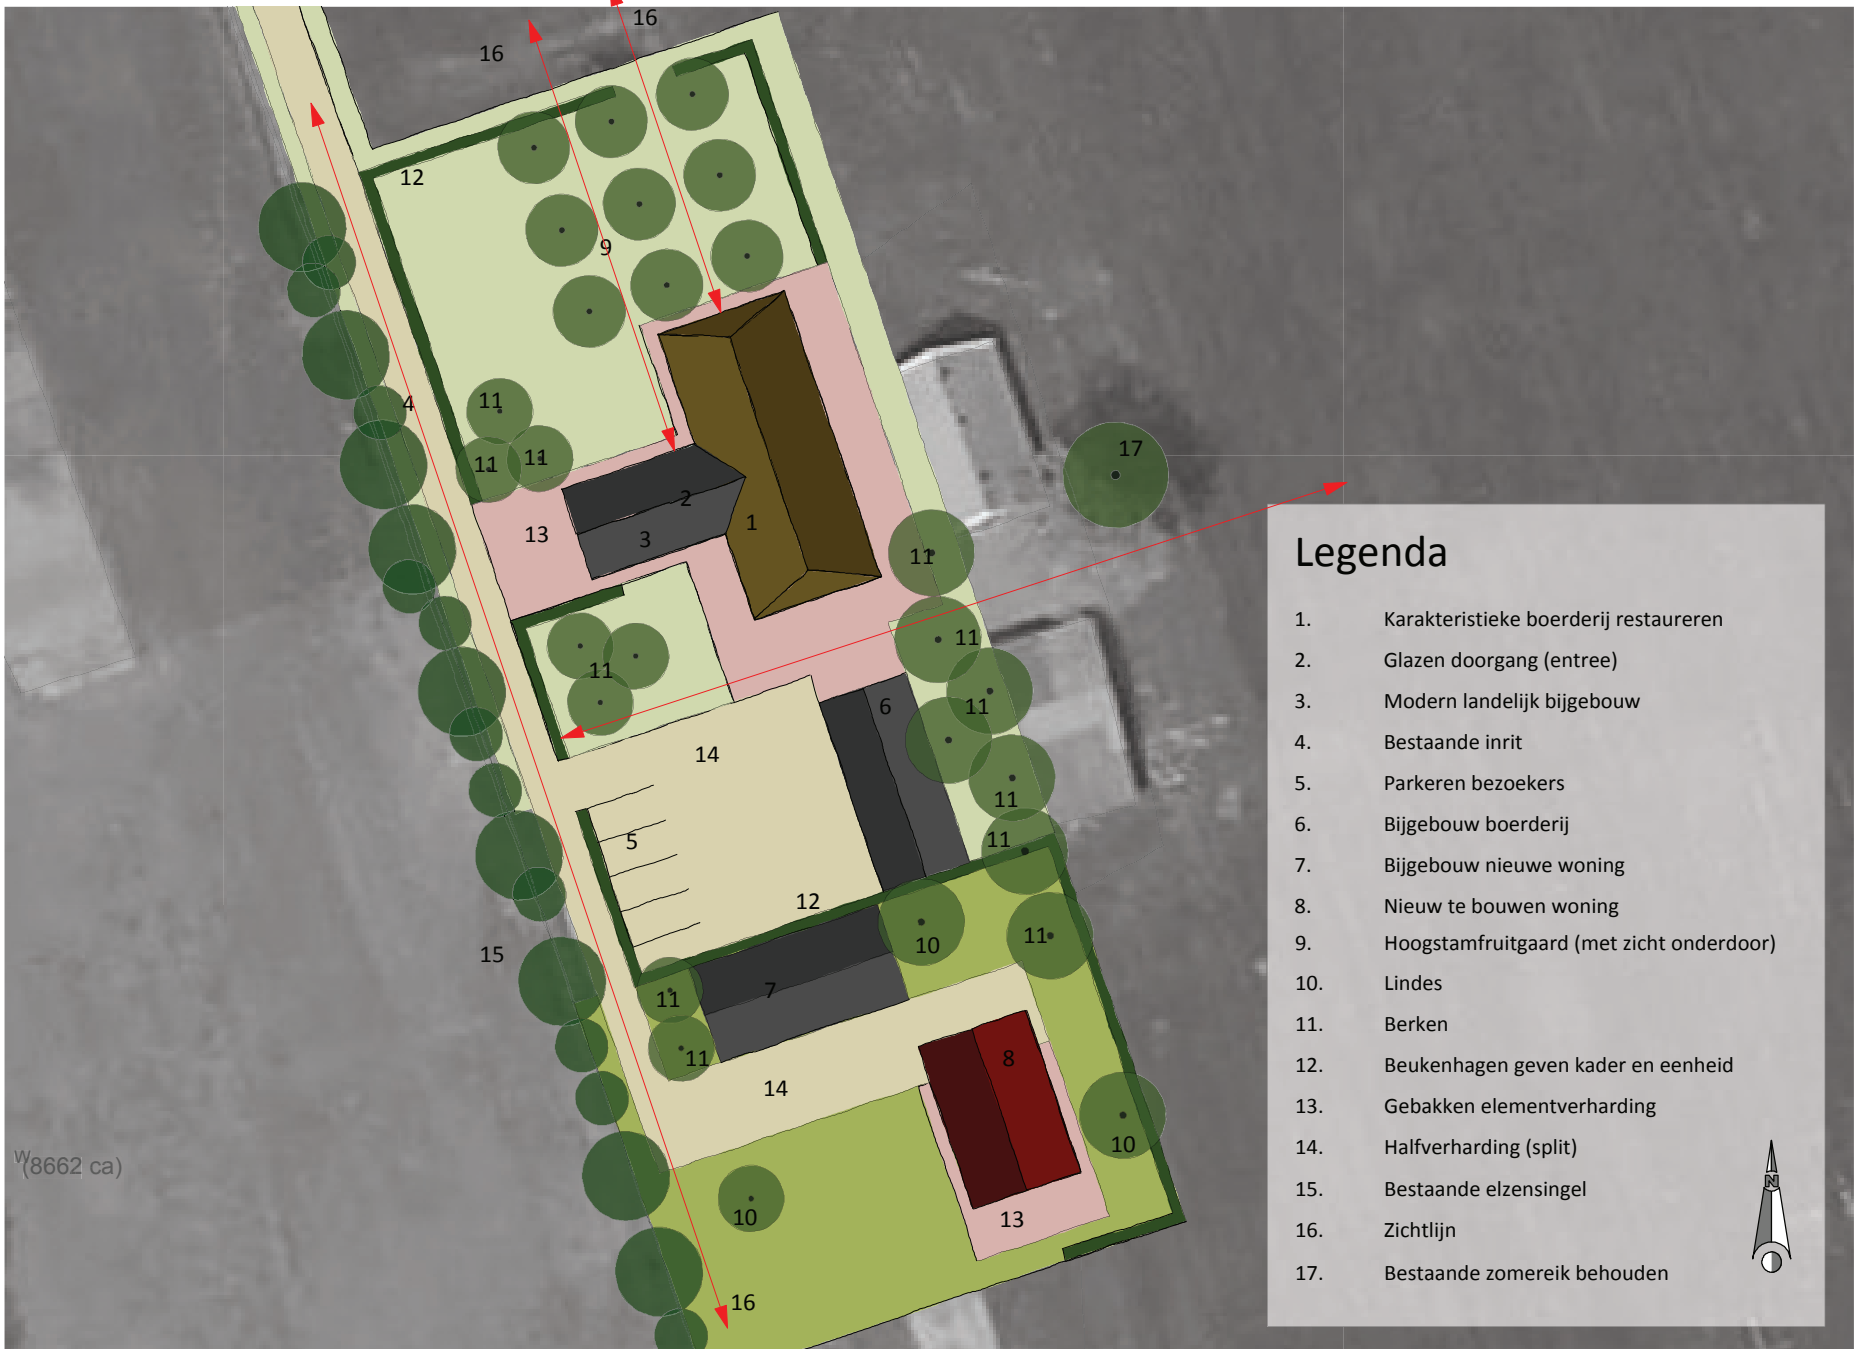 16
16
12
9
4
11
11
11
17
2
13
3
1
11
11
11
11
6
14
11
5
11
12
10
11
15
11
7
11
8
14
10
10
13
16
W
(8662 ca)
Legenda
1. Karakteristieke boerderij restaureren
2. Glazen doorgang (entree)
3. Modern landelijk bijgebouw
4. Bestaande inrit
5. Parkeren bezoekers
6. Bijgebouw boerderij
7. Bijgebouw nieuwe woning
8. Nieuw te bouwen woning
9. Hoogstamfruitgaard (met zicht onderdoor)
10. Lindes
11. Berken
12. Beukenhagen geven kader en eenheid
13. Gebakken elementverharding
14. Halfverharding (split)
15. Bestaande elzensingel
16. Zichtlijn
17. Bestaande zomereik behouden
N